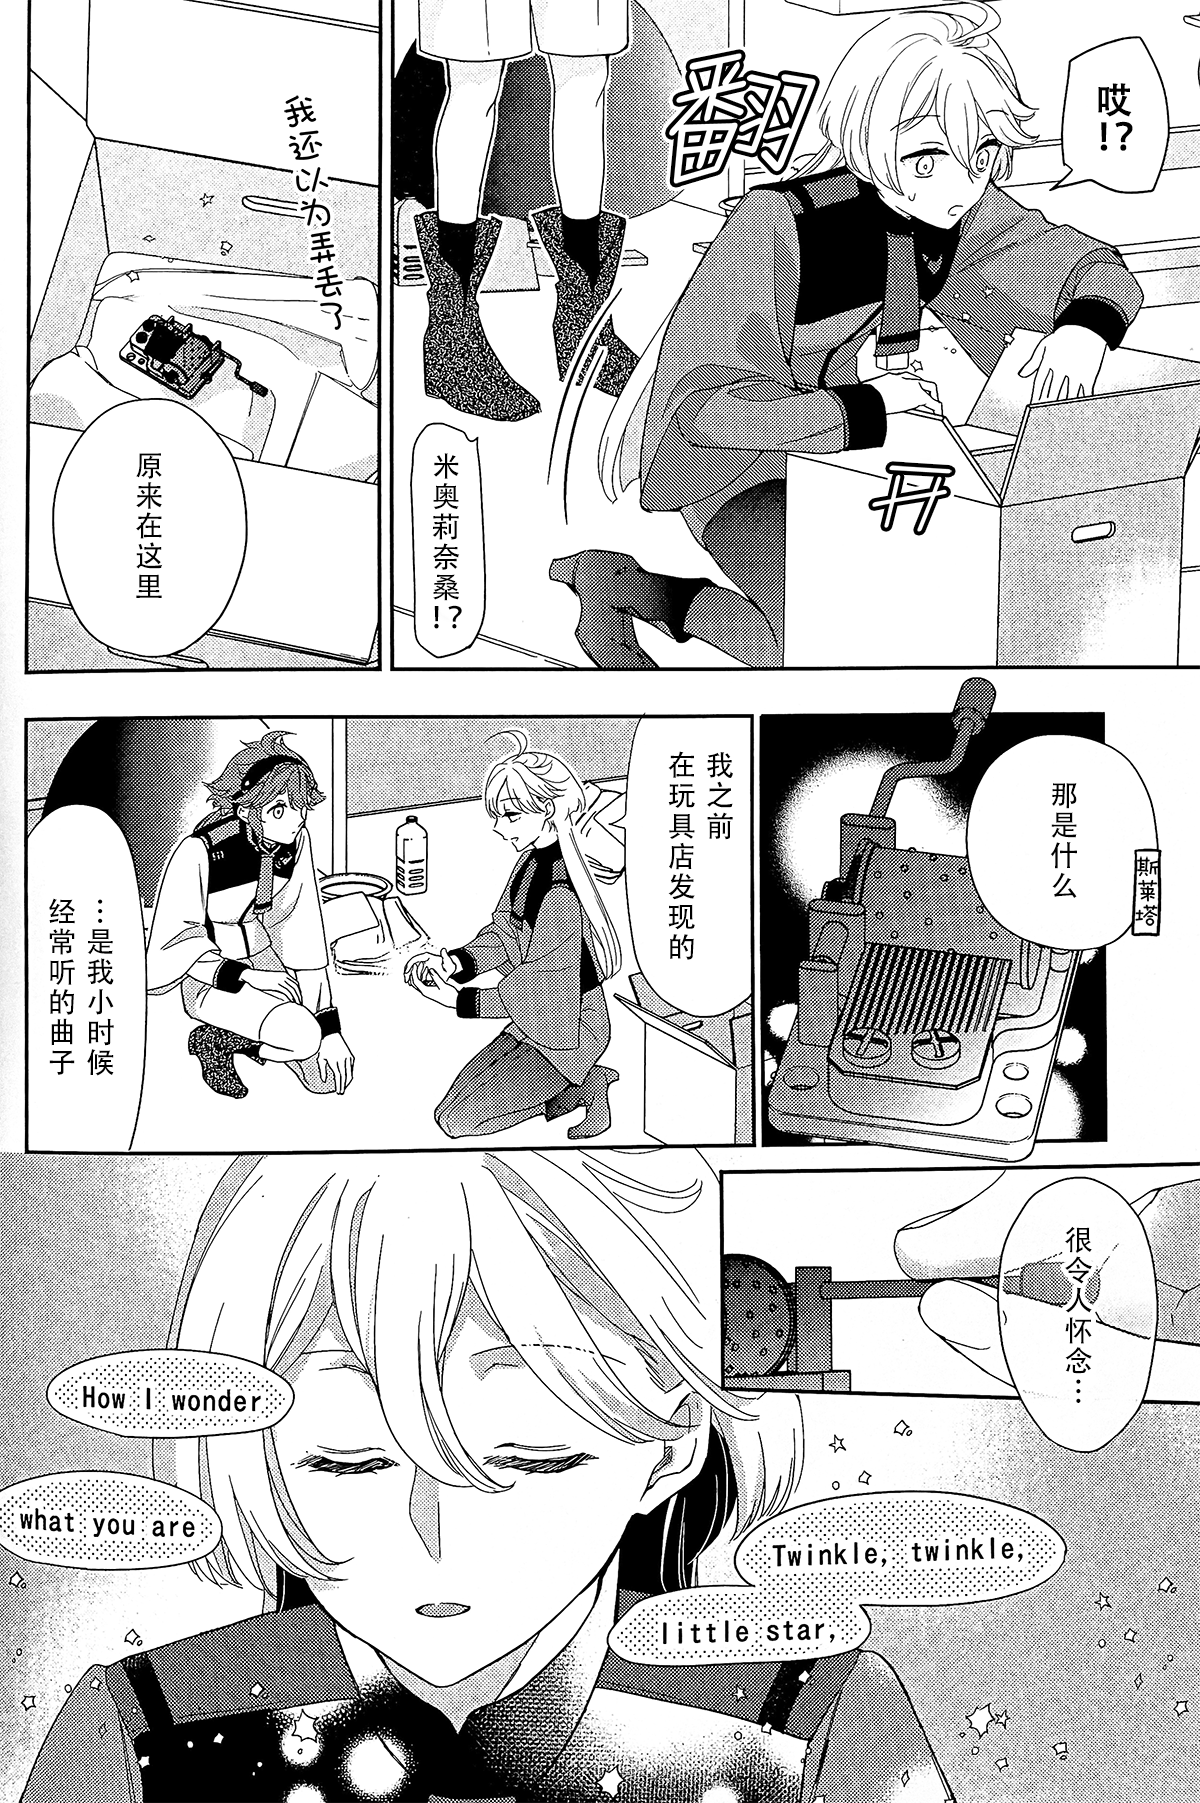 哎
!?
翻
米奥莉奈桑!?
我还以为弄丢了
原来在这里
那是什么
斯莱塔
我之前
在玩具店发现的
…是我小时候
经常听的曲子
很令人怀念…
Twinkle, twinkle,
little star,
How I wonder
what you are